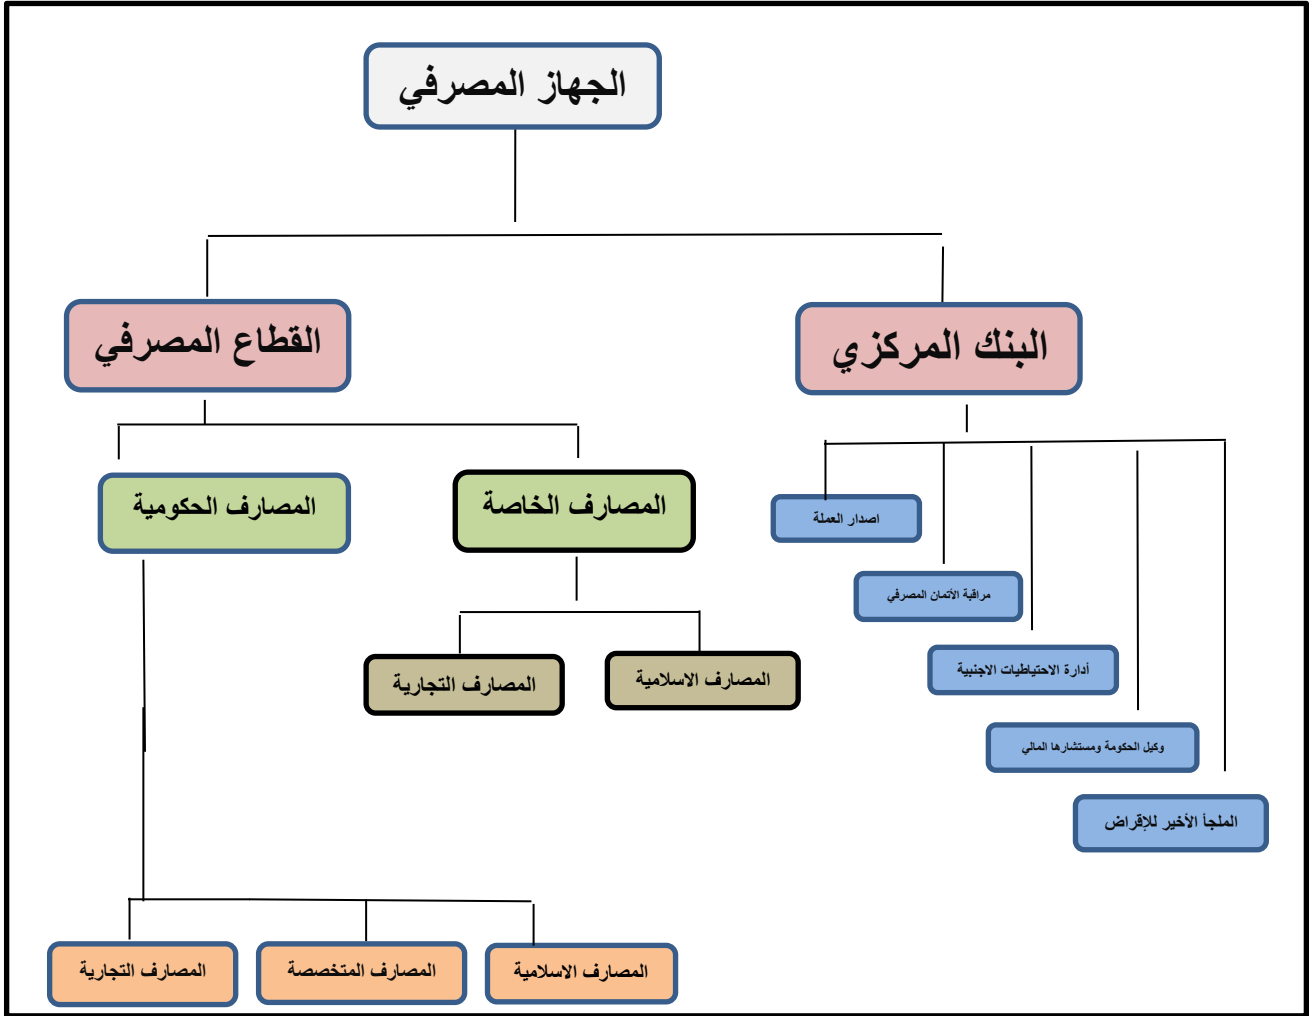 الجهاز المصرفي
البنك المركزي
القطاع المصرفي
اصدار العملة
مراقبة الأتمان المصرفي
أدارة الاحتياطيات الاجنبية
وكيل الحكومة ومستشارها المالي
الملجأ الأخير للإقراض
المصارف الخاصة
المصارف الحكومية
المصارف الاسلامية
المصارف التجارية
المصارف الاسلامية
المصارف المتخصصة
المصارف التجارية